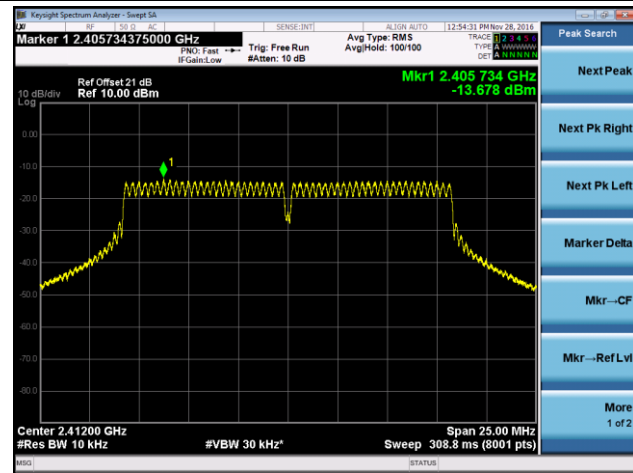 Keysight Spectrum Analyzer - Swept SA
RF 50 Ω AC SENSE:INT ALIGN AUTO 12:54:31 PM Nov 28, 2016
Marker 1 2.405734375000 GHz
PNO: Fast
IFGain:Low
Trig: Free Run
#Atten: 10 dB
Avg Type: RMS
Avg|Hold: 100/100
TRACE 1 2 3 4 5 6
TYPE A WWWWW
DET A N N N N N
Peak Search
Ref Offset 21 dB
Ref 10.00 dBm
10 dB/div
Log
Mkr1 2.405 734 GHz
-13.678 dBm
0.00
-10.0
-20.0
-30.0
-40.0
-50.0
-60.0
-70.0
-80.0
1
Center 2.41200 GHz
#Res BW 10 kHz
#VBW 30 kHz*
Span 25.00 MHz
Sweep 308.8 ms (8001 pts)
MSG
STATUS
Next Peak
Next Pk Right
Next Pk Left
Marker Delta
Mkr→CF
Mkr→Ref Lvl
More
1 of 2